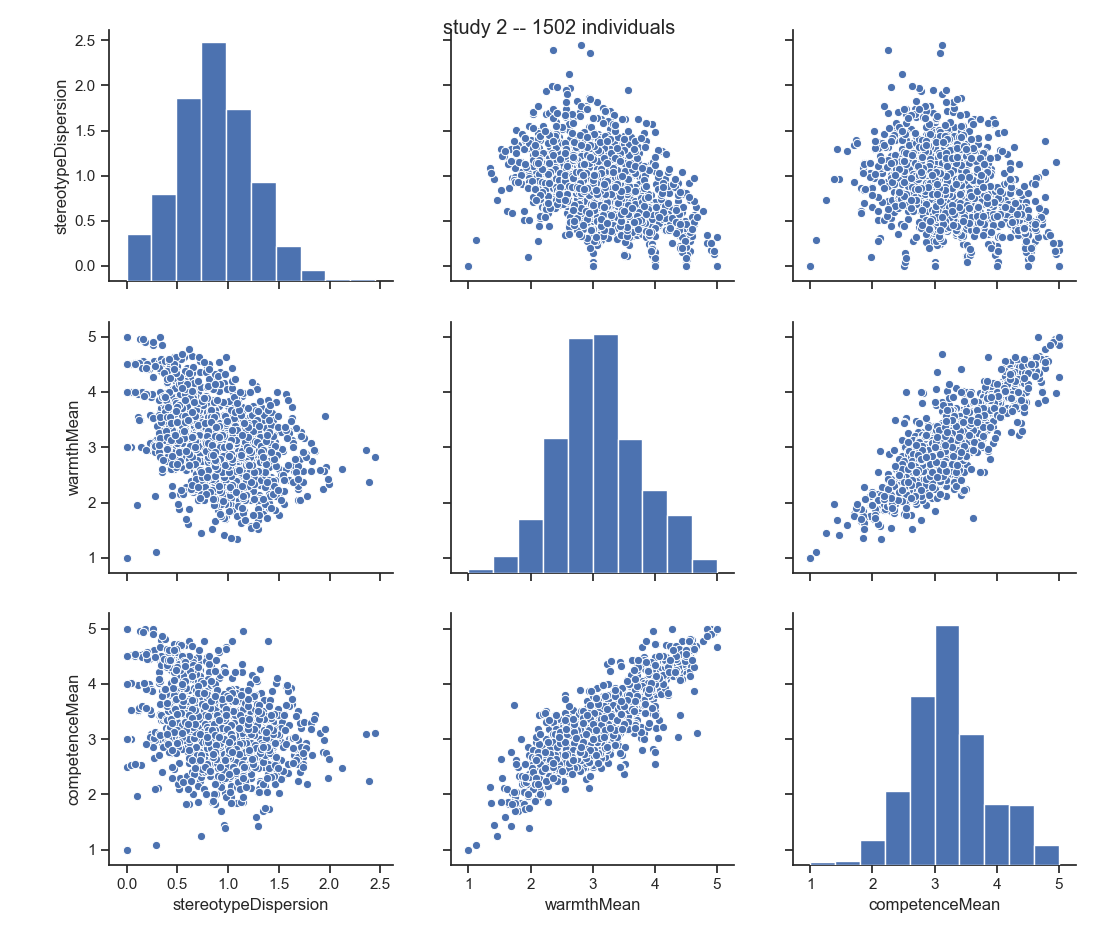 study 2 -- 1502 individuals
stereotypeDispersion
2.5
2.0
1.5
1.0
0.5
0.0
warmthMean
5
4
3
2
1
competenceMean
5
4
3
2
1
0.0 0.5 1.0 1.5 2.0 2.5
stereotypeDispersion
1 2 3 4 5
warmthMean
1 2 3 4 5
competenceMean